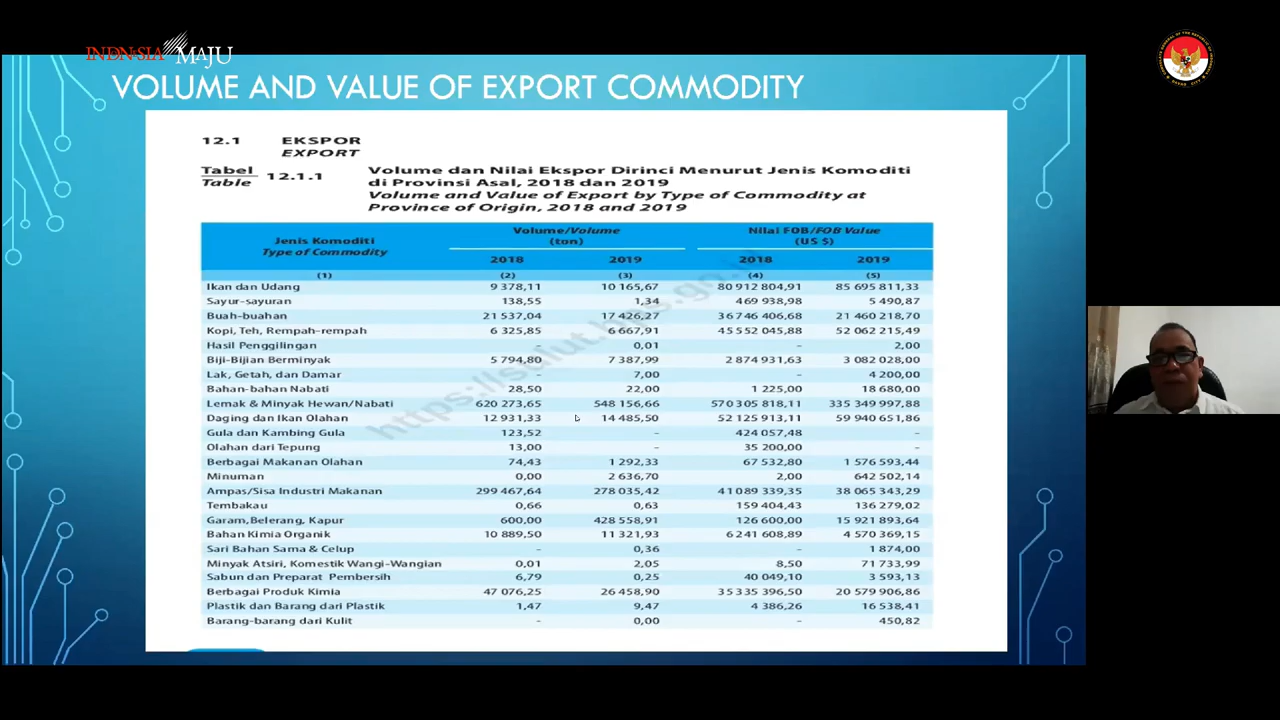 INDONESIA MAJU
VOLUME AND VALUE OF EXPORT COMMODITY
12.1 EKSPOR
EXPORT
Tabel 12.1.1 Volume dan Nilai Ekspor Dirinci Menurut Jenis Komoditi
Table di Provinsi Asal, 2018 dan 2019
Volume and Value of Export by Type of Commodity at
Province of Origin, 2018 and 2019
Jenis Komoditi Volume/Volume Nilai FOB/FOB Value
Type of Commodity (ton) (US $)
2018 2019 2018 2019
(1) (2) (3) (4) (5)
Ikan dan Udang 9 378,11 10 165,67 80 912 804,91 85 695 811,33
Sayur-sayuran 138,55 1,34 469 938,98 5 490,87
Buah-buahan 21 537,04 17 426,27 36 746 406,68 21 460 218,70
Kopi, Teh, Rempah-rempah 6 325,85 6 667,91 45 552 045,88 52 062 215,49
Hasil Penggilingan – 0,01 – 2,00
Biji-Bijian Berminyak 5 794,80 7 387,99 2 874 931,63 3 082 028,00
Lak, Getah, dan Damar – 7,00 – 4 200,00
Bahan-bahan Nabati 28,50 22,00 1 225,00 18 680,00
Lemak & Minyak Hewan/Nabati 620 273,65 548 156,66 570 305 818,11 335 349 997,88
Daging dan Ikan Olahan 12 931,33 14 485,50 52 125 913,11 59 940 651,86
Gula dan Kambing Gula 123,52 – 424 057,48 –
Olahan dari Tepung 13,00 – 35 200,00 –
Berbagai Makanan Olahan 74,43 1 292,33 67 532,80 1 576 593,44
Minuman 0,00 2 636,70 2,00 642 502,14
Ampas/Sisa Industri Makanan 299 467,64 278 035,42 41 089 339,35 38 065 343,29
Tembakau 0,66 0,63 159 404,43 136 279,02
Garam,Belerang, Kapur 600,00 428 558,91 126 600,00 15 921 893,64
Bahan Kimia Organik 10 889,50 11 321,93 6 241 608,89 4 570 369,15
Sari Bahan Sama & Celup – 0,36 – 1 874,00
Minyak Atsiri, Komestik Wangi-Wangian 0,01 2,05 8,50 71 733,99
Sabun dan Preparat Pembersih 6,79 0,25 40 049,10 3 593,13
Berbagai Produk Kimia 47 076,25 26 458,90 35 335 396,50 20 579 906,86
Plastik dan Barang dari Plastik 1,47 9,47 4 386,26 16 538,41
Barang-barang dari Kulit – 0,00 – 450,82